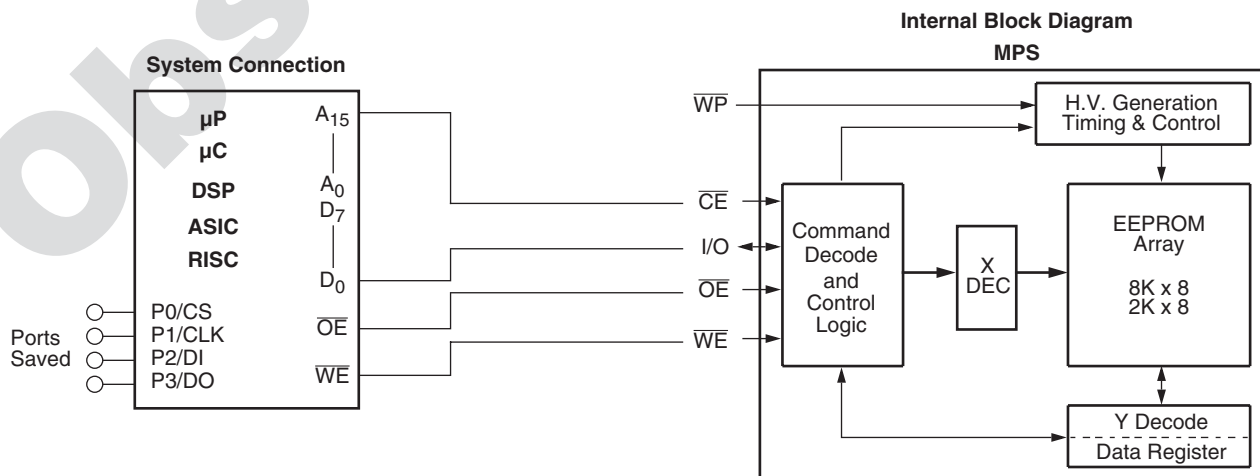 Obs
System Connection
µP
µC
DSP
ASIC
RISC
A15
A0
D7
D0
OE
WE
Ports
Saved
P0/CS
P1/CLK
P2/DI
P3/DO
Internal Block Diagram
MPS
WP
CE
I/O
OE
WE
H.V. Generation
Timing & Control
Command
Decode
and
Control
Logic
X
DEC
EEPROM
Array
8K x 8
2K x 8
Y Decode
Data Register